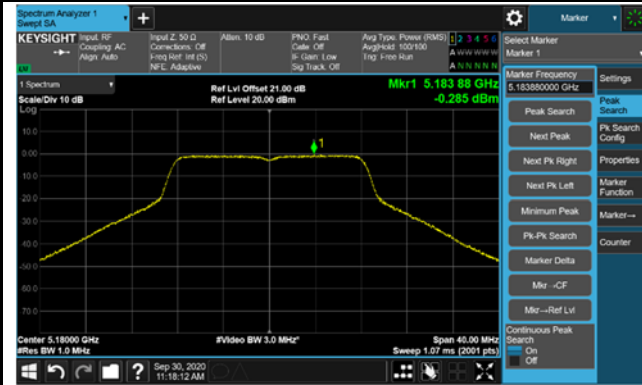 Spectrum Analyzer 1
Swept SA
Marker
KEYSIGHT
Input: RF
Coupling: AC
Align: Auto
Input Z: 50 Ω
Corrections: Off
Freq Ref: Int (S)
NFE: Adaptive
Atten: 10 dB
PNO: Fast
Gate: Off
IF Gain: Low
Sig Track: Off
Avg Type: Power (RMS)
Avg|Hold: 100/100
Trig: Free Run
1 2 3 4 5 6
A W W W W W
A N N N N N
Select Marker
Marker 1
1 Spectrum
Scale/Div 10 dB
Ref Lvl Offset 21.00 dB
Ref Level 20.00 dBm
Mkr1 5.183 88 GHz
-0.285 dBm
Log
10.0
0.00
1
-10.0
-20.0
-30.0
-40.0
-50.0
-60.0
-70.0
Center 5.18000 GHz
#Res BW 1.0 MHz
#Video BW 3.0 MHz*
Span 40.00 MHz
Sweep 1.07 ms (2001 pts)
Marker Frequency
5.183880000 GHz
Peak Search
Next Peak
Next Pk Right
Next Pk Left
Minimum Peak
Pk-Pk Search
Marker Delta
Mkr→CF
Mkr→Ref Lvl
Continuous Peak
Search
On
Off
Settings
Peak
Search
Pk Search
Config
Properties
Marker
Function
Marker→
Counter
Sep 30, 2020
11:18:12 AM